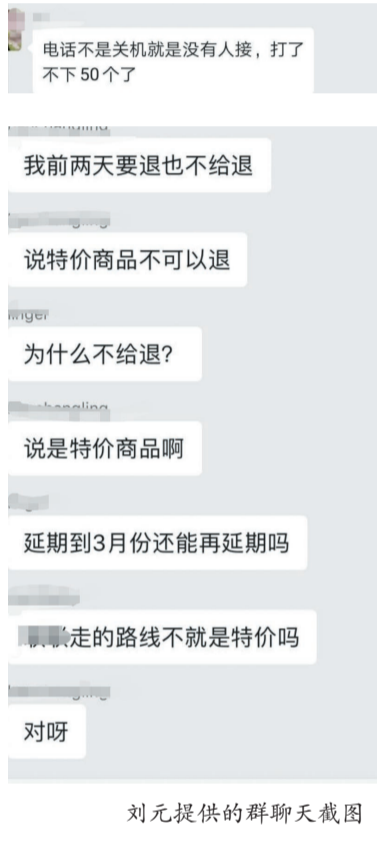 电话不是关机就是没有人接，打了
不下50个了
我前两天要退也不给退
说特价商品不可以退
为什么不给退?
说是特价商品啊
延期到3月份还能再延期吗
走的路线不就是特价吗
对呀
刘元提供的群聊天截图